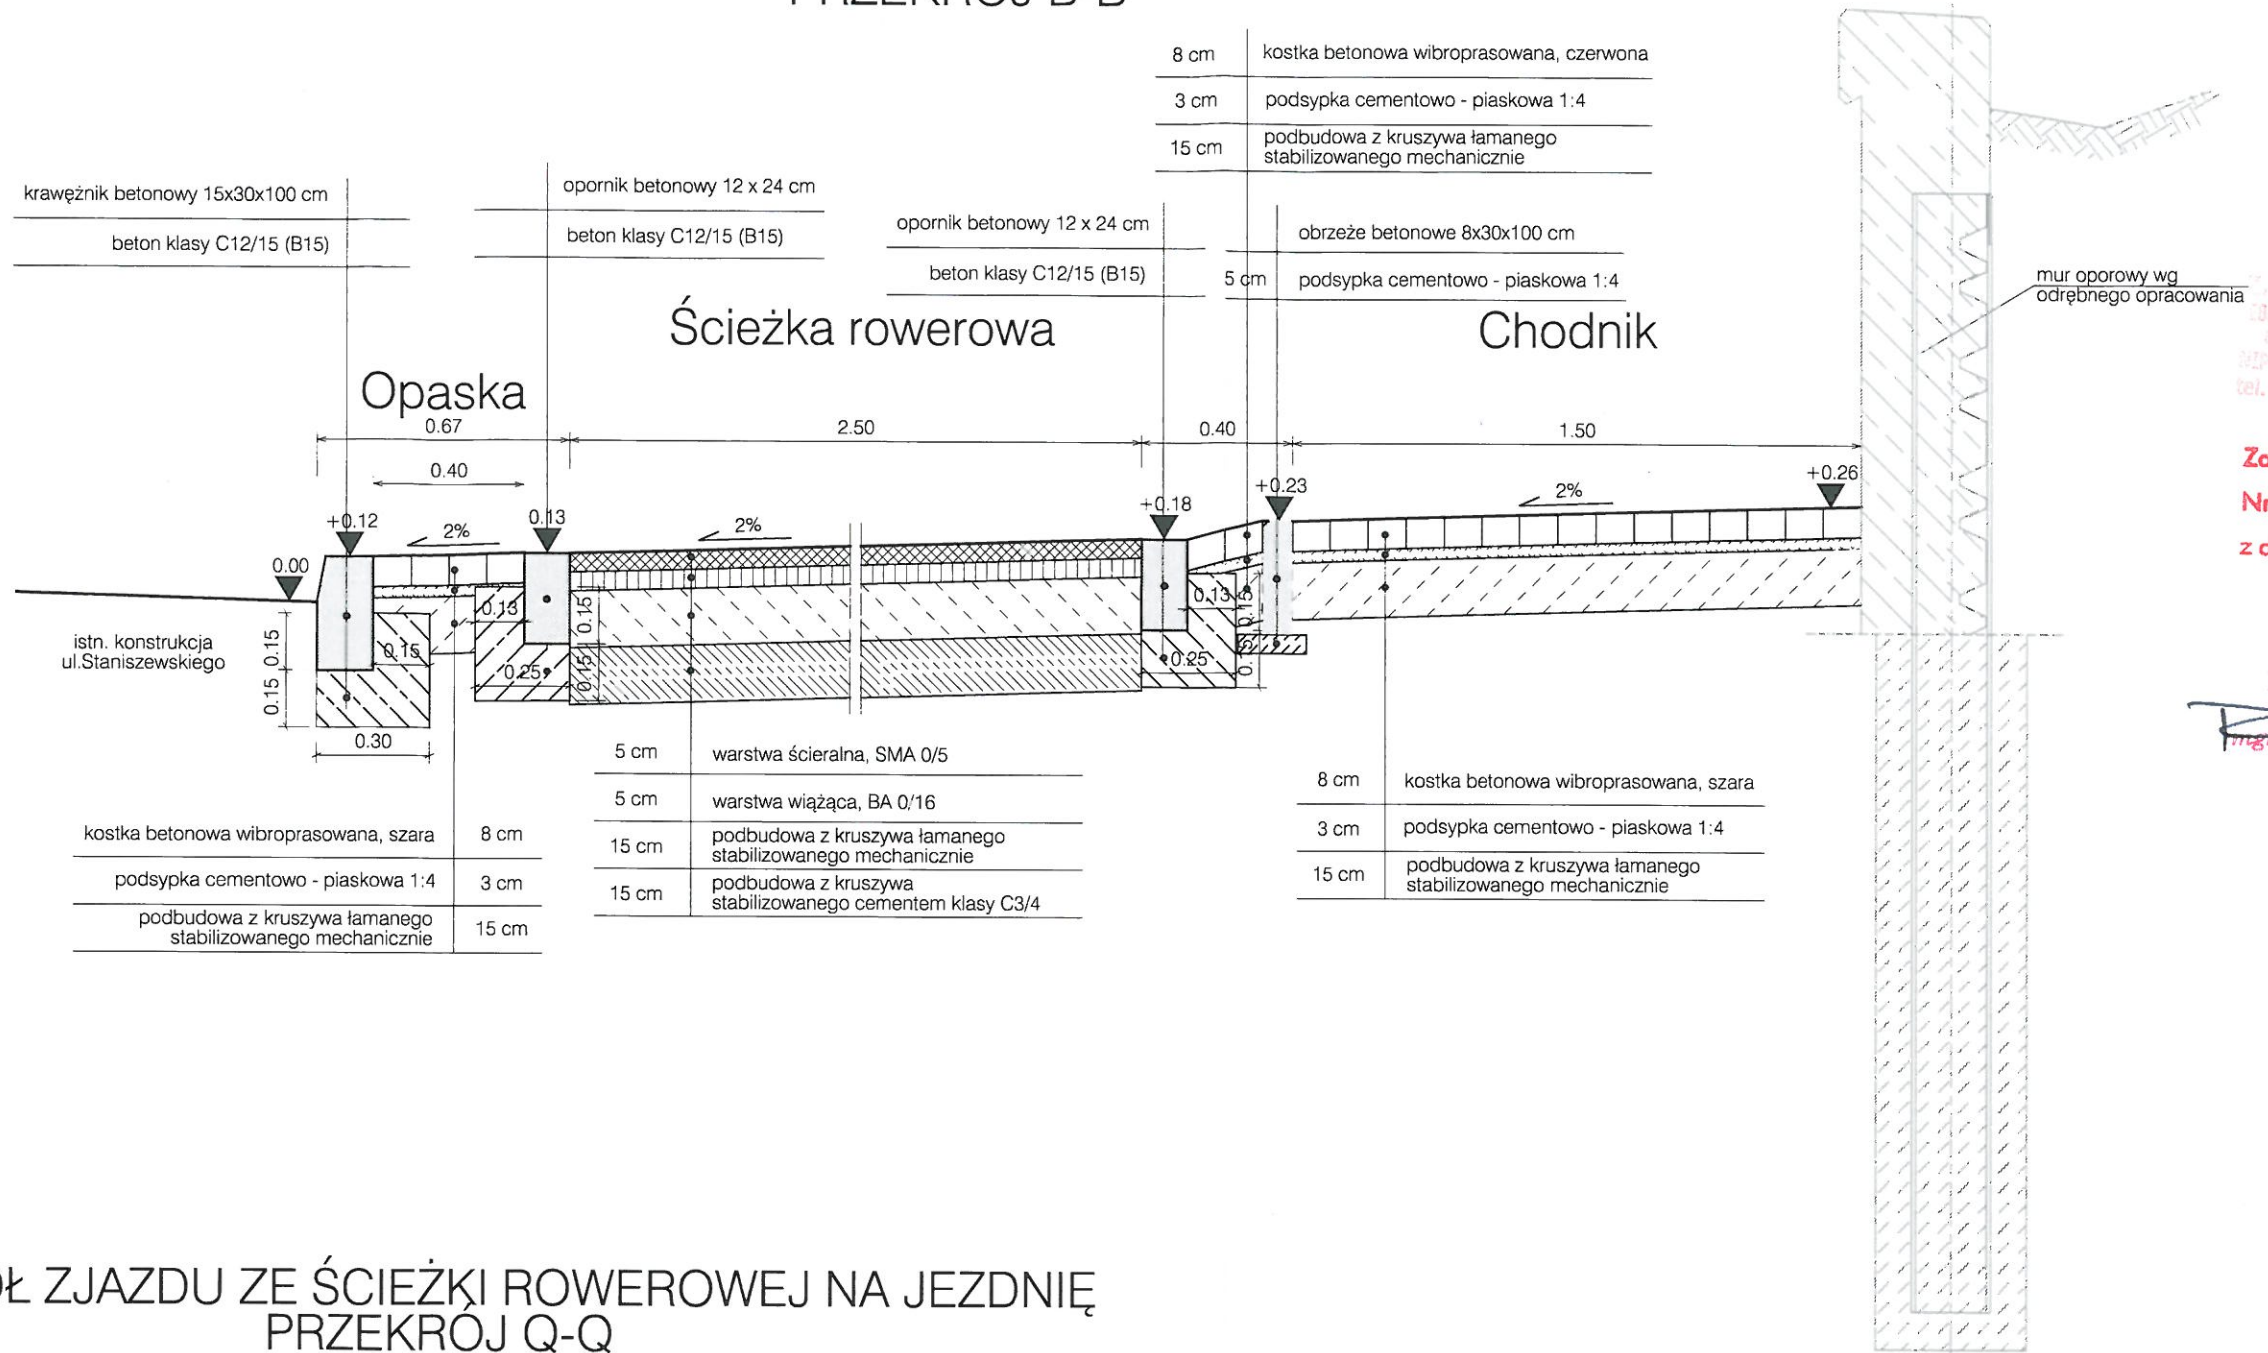 PRZEKRÓJ B-B
8 cm kostka betonowa wibroprasowana, czerwona
3 cm podsypka cementowo - piaskowa 1:4
15 cm podbudowa z kruszywa łamanego
stabilizowanego mechanicznie
krawężnik betonowy 15x30x100 cm
beton klasy C12/15 (B15)
opornik betonowy 12 x 24 cm
beton klasy C12/15 (B15)
opornik betonowy 12 x 24 cm
beton klasy C12/15 (B15)
obrzeże betonowe 8x30x100 cm
5 cm podsypka cementowo - piaskowa 1:4
mur oporowy wg
odrębnego opracowania
tel.
Ścieżka rowerowa
Chodnik
Opaska
0.67 2.50 0.40 1.50
0.40
+0.12 2% 0.13 2% +0.18 +0.23 2% +0.26
0.00
istn. konstrukcja
ul.Staniszewskiego
0.15
0.15
0.15
0.30
0.13
0.25
0.15
0.15
0.13
0.25
0.15
0.15
Nr
z d
5 cm warstwa ścieralna, SMA 0/5
5 cm warstwa wiążąca, BA 0/16
15 cm podbudowa z kruszywa łamanego
stabilizowanego mechanicznie
15 cm podbudowa z kruszywa
stabilizowanego cementem klasy C3/4
kostka betonowa wibroprasowana, szara 8 cm
podsypka cementowo - piaskowa 1:4 3 cm
podbudowa z kruszywa łamanego
stabilizowanego mechanicznie 15 cm
8 cm kostka betonowa wibroprasowana, szara
3 cm podsypka cementowo - piaskowa 1:4
15 cm podbudowa z kruszywa łamanego
stabilizowanego mechanicznie
ÓŁ ZJAZDU ZE ŚCIEŻKI ROWEROWEJ NA JEZDNIĘ
PRZEKRÓJ Q-Q